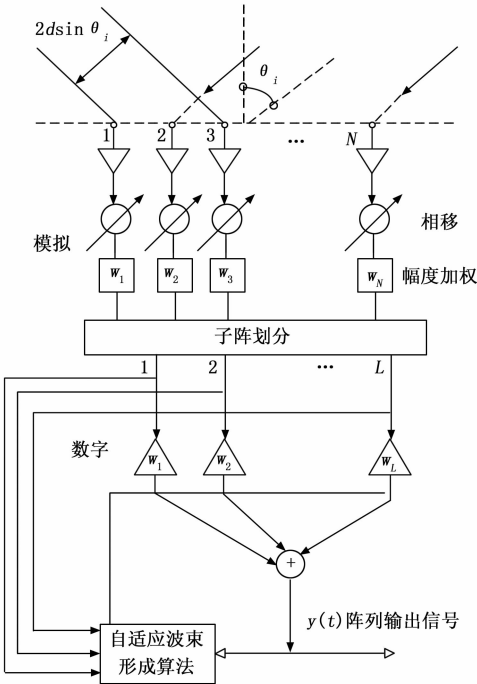 2dsin θi
θi
1 2 3 ... N
模拟 相移
W1 W2 W3 WN 幅度加权
子阵划分
1 2 ... L
数字
W1 W2 WL
+
y(t)阵列输出信号
自适应波束
形成算法